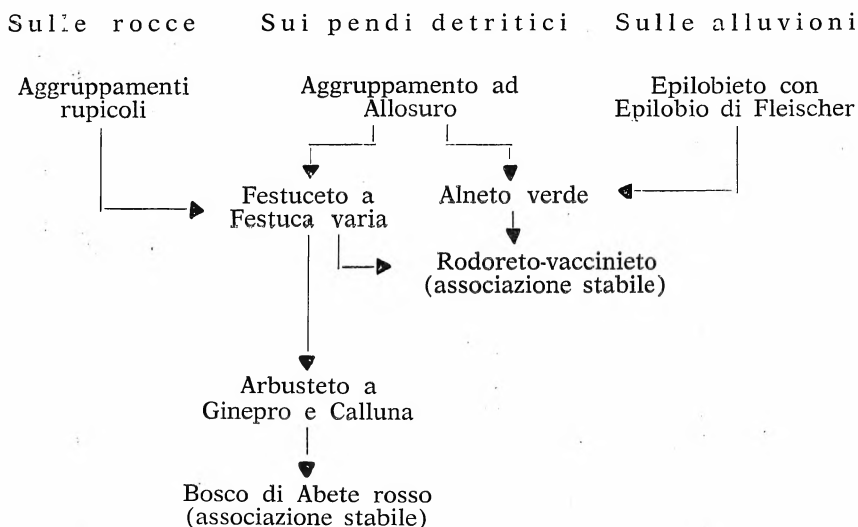 Sulle rocce Sui pendi detritici Sulle alluvioni
Aggruppamenti
rupicoli
Aggruppamento ad
Allosuro
Epilobieto con
Epilobio di Fleischer
Festuceto a
Festuca varia
Alneto verde
Rodoreto-vaccinieto
(associazione stabile)
Arbusteto a
Ginepro e Calluna
Bosco di Abete rosso
(associazione stabile)